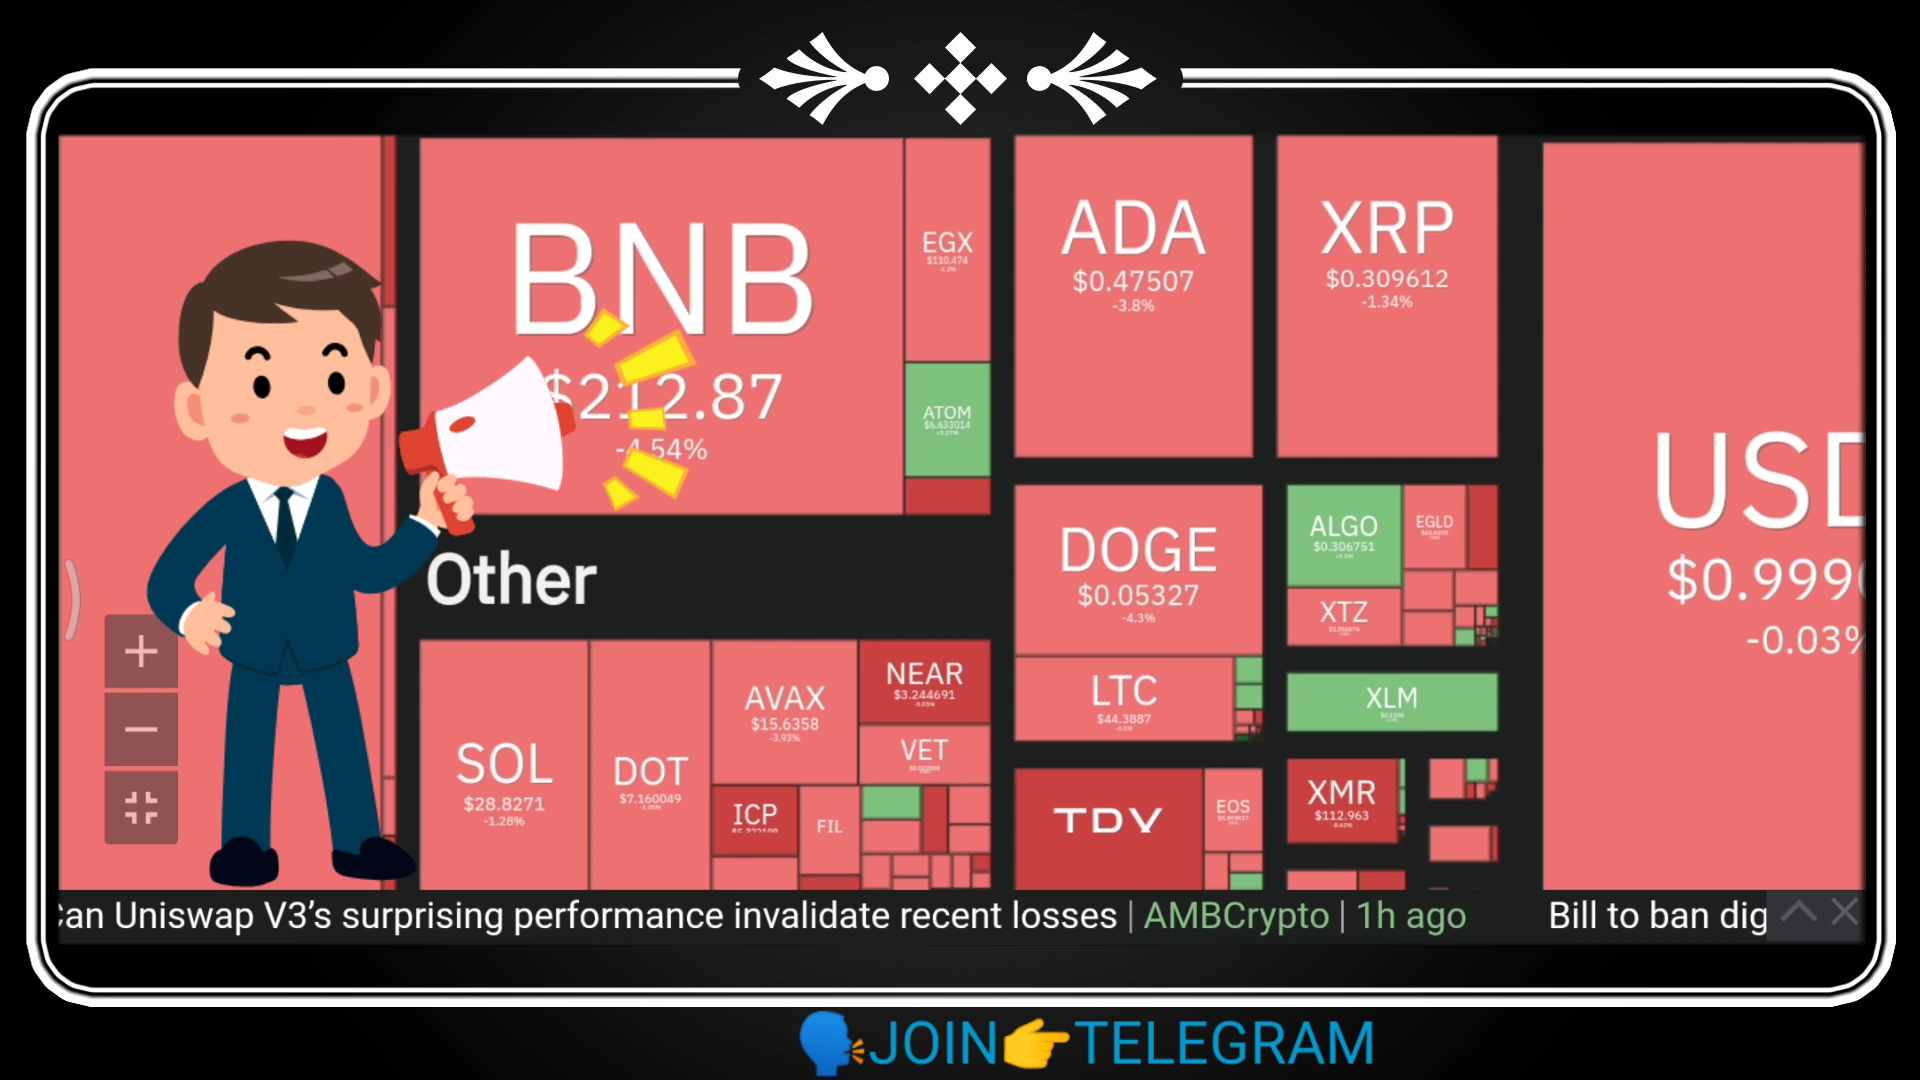 BNB
$212.87
-4.54%
EGX
$110.474
ATOM
$6.633014
ADA
$0.47507
-3.8%
XRP
$0.309612
-1.34%
USD
$0.999
-0.03%
DOGE
$0.05327
-4.3%
ALGO
$0.306751
EGLD
XTZ
LTC
$44.3887
XLM
Other
SOL
$28.8271
-1.28%
DOT
$7.160049
AVAX
$15.6358
-3.93%
NEAR
$3.244691
VET
ICP
FIL
TDV
EOS
XMR
$112.963
an Uniswap V3’s surprising performance invalidate recent losses | AMBCrypto | 1h ago
Bill to ban dig
🗣JOIN👉TELEGRAM